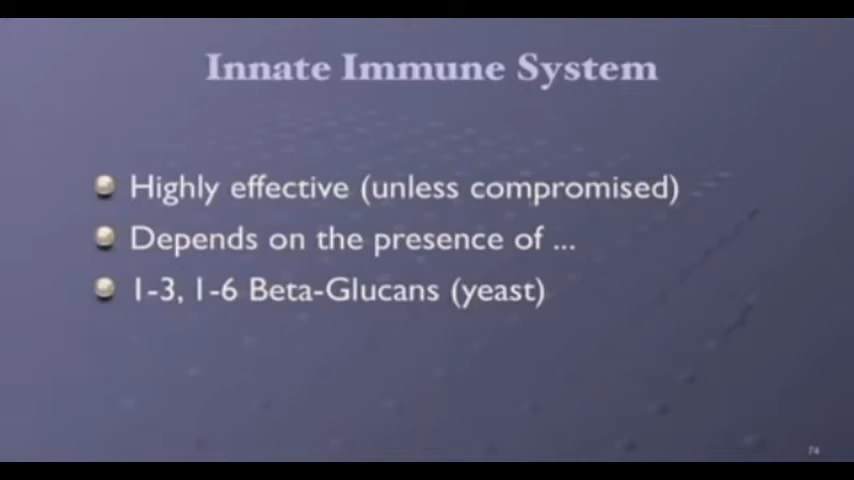 Innate Immune System
Highly effective (unless compromised)
Depends on the presence of ...
1-3, 1-6 Beta-Glucans (yeast)
74